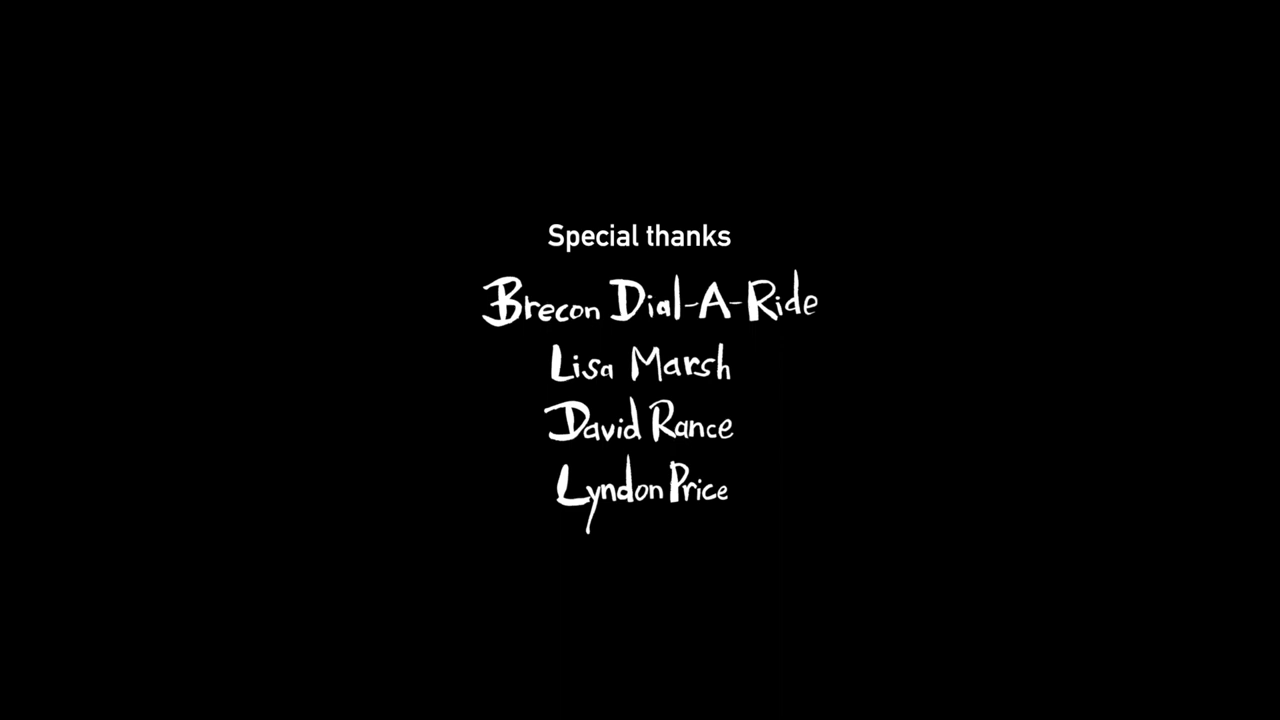 Special thanks
Brecon Dial-A-Ride
Lisa Marsh
David Rance
Lyndon Price